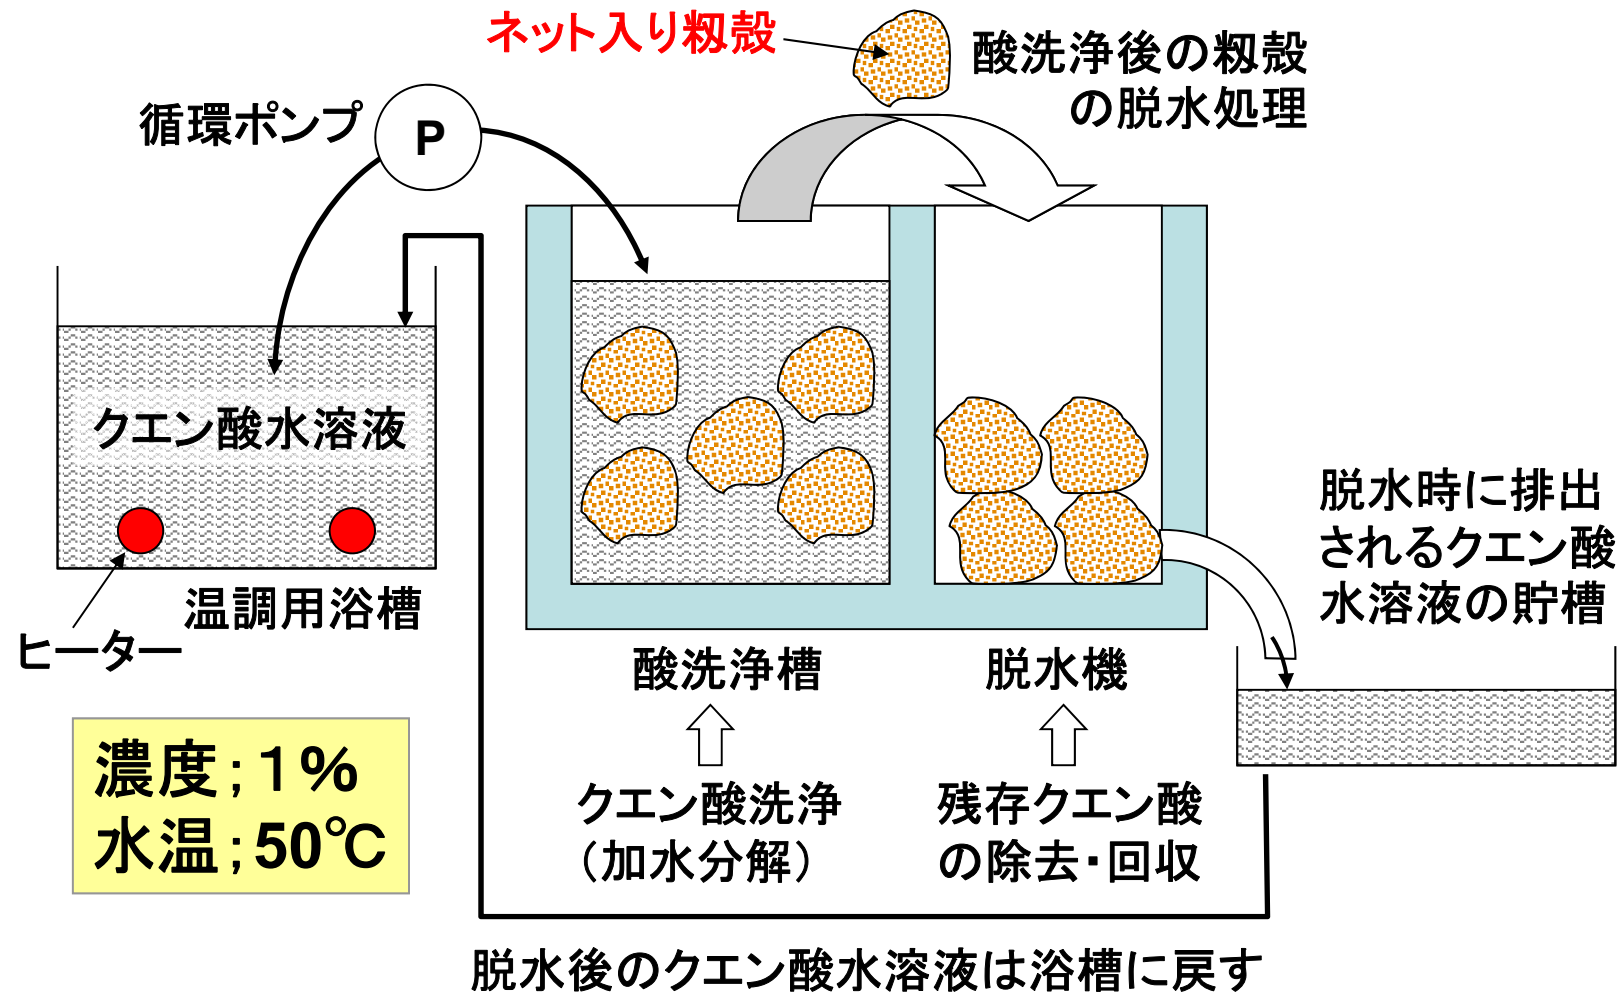 ネット入り籾殻
酸洗浄後の籾殻
の脱水処理
循環ポンプ
P
クエン酸水溶液
温調用浴槽
ヒーター
脱水時に排出
されるクエン酸
水溶液の貯槽
酸洗浄槽
脱水機
濃度;１%
水温;50℃
クエン酸洗浄
（加水分解）
残存クエン酸
の除去・回収
脱水後のクエン酸水溶液は浴槽に戻す